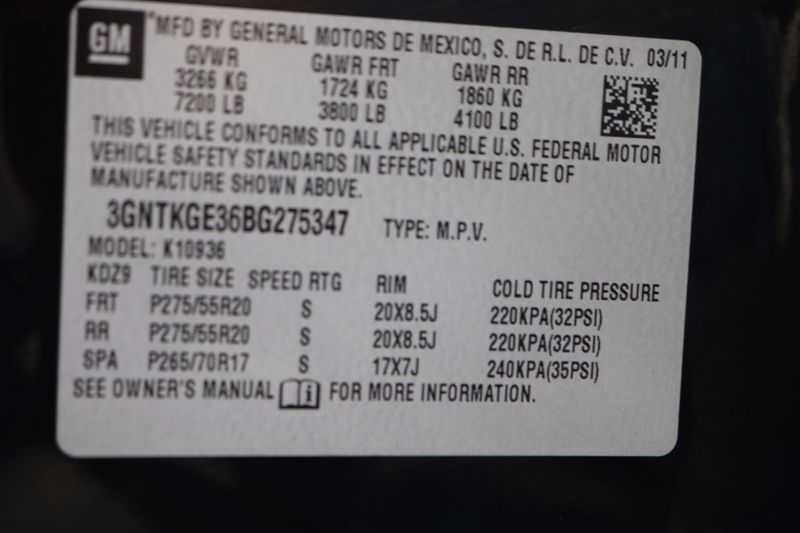 GM
*MFD BY GENERAL MOTORS DE MEXICO, S. DE R.L. DE C.V. 03/11
GVWR GAWR FRT GAWR RR
3266 KG 1724 KG 1860 KG
7200 LB 3800 LB 4100 LB
THIS VEHICLE CONFORMS TO ALL APPLICABLE U.S. FEDERAL MOTOR
VEHICLE SAFETY STANDARDS IN EFFECT ON THE DATE OF
MANUFACTURE SHOWN ABOVE.
3GNTKGE36BG275347 TYPE: M.P.V.
MODEL: K10936
KDZ9 TIRE SIZE SPEED RTG RIM COLD TIRE PRESSURE
FRT P275/55R20 S 20X8.5J 220KPA(32PSI)
RR P275/55R20 S 20X8.5J 220KPA(32PSI)
SPA P265/70R17 S 17X7J 240KPA(35PSI)
SEE OWNER'S MANUAL i FOR MORE INFORMATION.